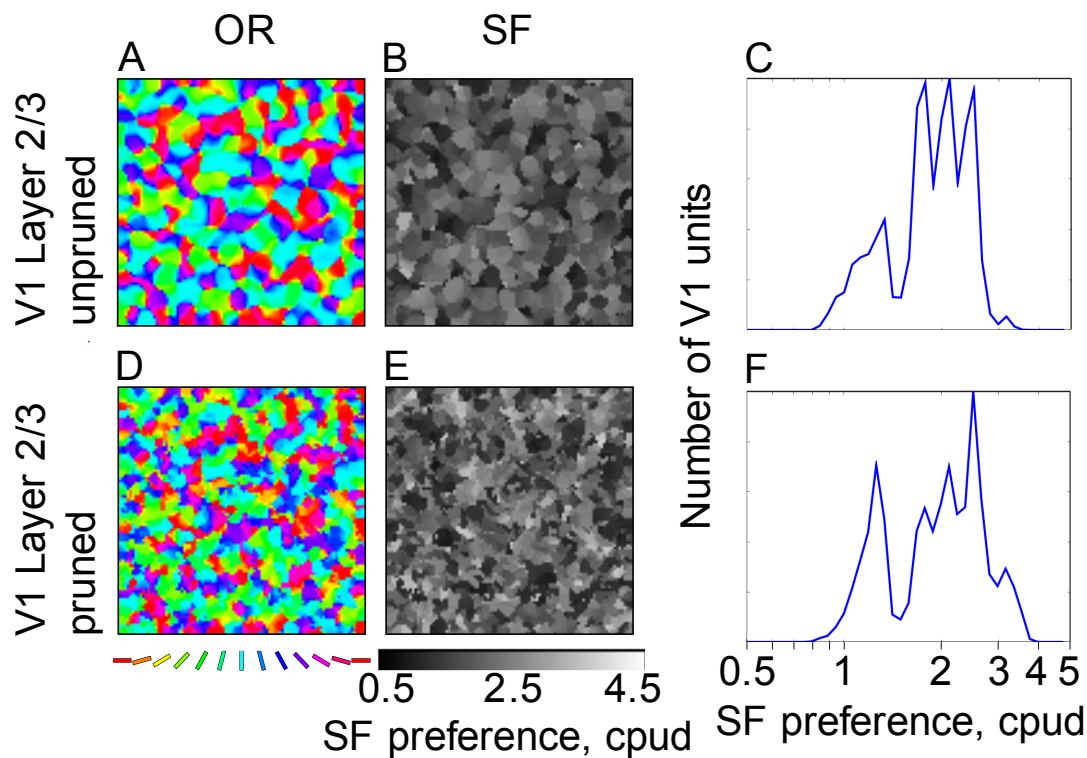 OR SF
A B C
V1 Layer 2/3
unpruned
D E F
V1 Layer 2/3
pruned
Number of V1 units
0.5 2.5 4.5
SF preference, cpud
0.5 1 2 3 4 5
SF preference, cpud